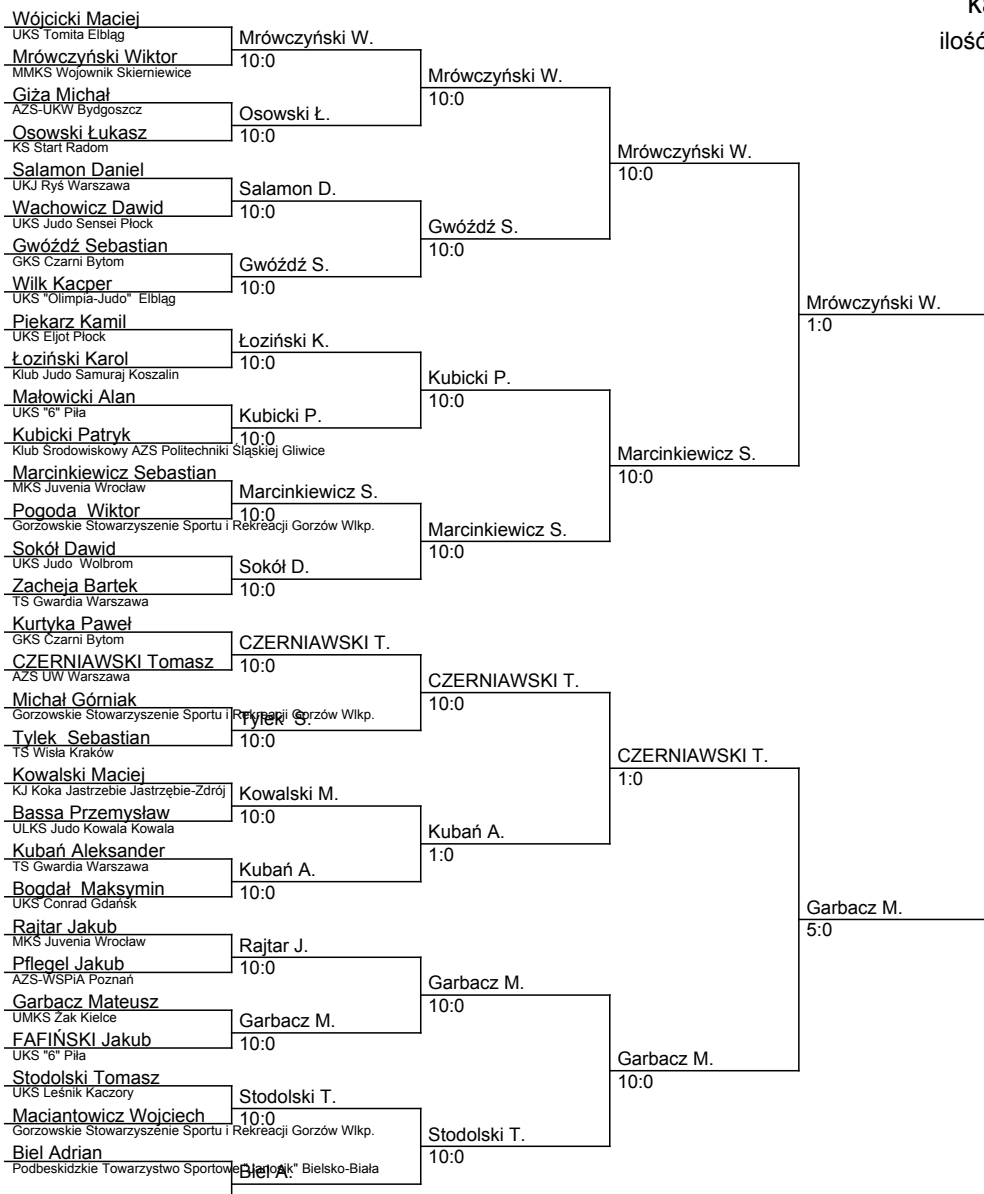 Ka
ilość
Wójcicki Maciej
UKS Tomita Elbląg
Mrówczyński Wiktor
MMKS Wojownik Skierniewice
Giża Michał
AZS-UKW Bydgoszcz
Osowski Łukasz
KS Start Radom
Salamon Daniel
UKJ Ryś Warszawa
Wachowicz Dawid
UKS Judo Sensei Płock
Gwóźdź Sebastian
GKS Czarni Bytom
Wilk Kacper
UKS "Olimpia-Judo" Elbląg
Piekarz Kamil
UKS Eljot Płock
Łoziński Karol
Klub Judo Samuraj Koszalin
Małowicki Alan
UKS "6" Piła
Kubicki Patryk
Klub Środowiskowy AZS Politechniki Śląskiej Gliwice
Marcinkiewicz Sebastian
MKS Juvenia Wrocław
Pogoda Wiktor
Gorzowskie Stowarzyszenie Sportu i Rekreacji Gorzów Wlkp.
Sokół Dawid
UKS Judo Wolbrom
Zacheja Bartek
TS Gwardia Warszawa
Kurtyka Paweł
GKS Czarni Bytom
CZERNIAWSKI Tomasz
AZS UW Warszawa
Michał Górniak
Gorzowskie Stowarzyszenie Sportu i Rekreacji Gorzów Wlkp.
Tylek Sebastian
TS Wisła Kraków
Kowalski Maciej
KJ Koka Jastrzebie Jastrzębie-Zdrój
Bassa Przemysław
ULKS Judo Kowala Kowala
Kubań Aleksander
TS Gwardia Warszawa
Bogdał Maksymin
UKS Conrad Gdańsk
Rajtar Jakub
MKS Juvenia Wrocław
Pflegel Jakub
AZS-WSPiA Poznań
Garbacz Mateusz
UMKS Żak Kielce
FAFIŃSKI Jakub
UKS "6" Piła
Stodolski Tomasz
UKS Leśnik Kaczory
Maciantowicz Wojciech
Gorzowskie Stowarzyszenie Sportu i Rekreacji Gorzów Wlkp.
Biel Adrian
Podbeskidzkie Towarzystwo Sportowe "Janosik" Bielsko-Biała
Mrówczyński W.
10:0
Osowski Ł.
10:0
Salamon D.
10:0
Gwóźdź S.
10:0
Łoziński K.
10:0
Kubicki P.
10:0
Marcinkiewicz S.
10:0
Sokół D.
10:0
CZERNIAWSKI T.
10:0
Tylek S.
10:0
Kowalski M.
10:0
Kubań A.
10:0
Rajtar J.
10:0
Garbacz M.
10:0
Stodolski T.
10:0
Biel A.
Mrówczyński W.
10:0
Gwóźdź S.
10:0
Kubicki P.
10:0
Marcinkiewicz S.
10:0
CZERNIAWSKI T.
10:0
Kubań A.
1:0
Garbacz M.
10:0
Stodolski T.
10:0
Mrówczyński W.
10:0
Marcinkiewicz S.
10:0
CZERNIAWSKI T.
1:0
Garbacz M.
10:0
Mrówczyński W.
1:0
Garbacz M.
5:0